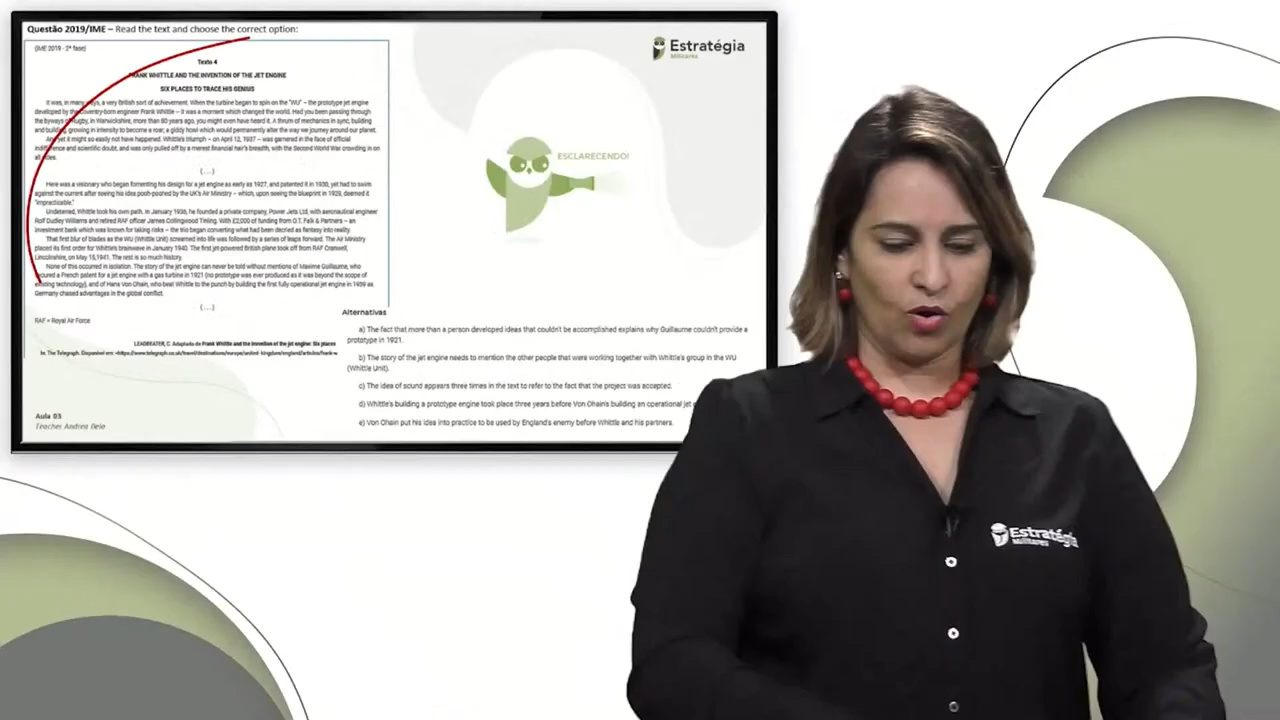 Questão 2019/IME – Read the text and choose the correct option:
(IME 2019 - 2ª fase)
Estratégia
Militares
Texto 4
FRANK WHITTLE AND THE INVENTION OF THE JET ENGINE
SIX PLACES TO TRACE HIS GENIUS
It was, in many ways, a very British sort of achievement. When the turbine began to spin on the "WU" – the prototype jet engine
developed by the Coventry-born engineer Frank Whittle – it was a moment which changed the world. Had you been passing through
the byways of Rugby, in Warwickshire, more than 80 years ago, you might even have heard it. A thrum of mechanics in sync, building
and building, growing in intensity to become a roar; a giddy howl which would permanently alter the way we journey around our planet.
And yet it might so easily not have happened. Whittle's triumph – on April 12, 1937 – was garnered in the face of official
indifference and scientific doubt, and was only pulled off by a merest financial hair's breadth, with the Second World War crowding in on
all sides.
(...)
ESCLARECENDO!
Here was a visionary who began fomenting his design for a jet engine as early as 1927, and patented it in 1930, yet had to swim
against the current after seeing his idea pooh-poohed by the UK's Air Ministry – which, upon seeing the blueprint in 1929, deemed it
"impracticable."
Undeterred, Whittle took his own path. In January 1936, he founded a private company, Power Jets Ltd, with aeronautical engineer
Rolf Dudley Williams and retired RAF officer James Collingwood Tinling. With £2,000 of funding from O.T. Falk & Partners – an
investment bank which was known for taking risks – the trio began converting what had been decried as fantasy into reality.
That first blur of blades as the WU (Whittle Unit) screamed into life was followed by a series of leaps forward. The Air Ministry
placed its first order for Whittle's brainwave in January 1940. The first jet-powered British plane took off from RAF Cranwell,
Lincolnshire, on May 15,1941. The rest is so much history.
None of this occurred in isolation. The story of the jet engine can never be told without mentions of Maxime Guillaume, who
secured a French patent for a jet engine with a gas turbine in 1921 (no prototype was ever produced as it was beyond the scope of
existing technology), and of Hans Von Ohain, who beat Whittle to the punch by building the first fully operational jet engine in 1939 as
Germany chased advantages in the global conflict.
(...)
RAF = Royal Air Force
LEADBEATER, C. Adaptado de Frank Whittle and the invention of the jet engine: Six places
In: The Telegraph. Disponível em: <https://www.telegraph.co.uk/travel/destinations/europe/united-kingdom/england/articles/frank-w
Alternativas
a) The fact that more than a person developed ideas that couldn't be accomplished explains why Guillaume couldn't provide a
prototype in 1921.
b) The story of the jet engine needs to mention the other people that were working together with Whittle's group in the WU
(Whittle Unit).
c) The idea of sound appears three times in the text to refer to the fact that the project was accepted.
d) Whittle's building a prototype engine took place three years before Von Ohain's building an operational jet
e) Von Ohain put his idea into practice to be used by England's enemy before Whittle and his partners.
Aula 03
Teacher Andrea Belo
Estratégia
Militares